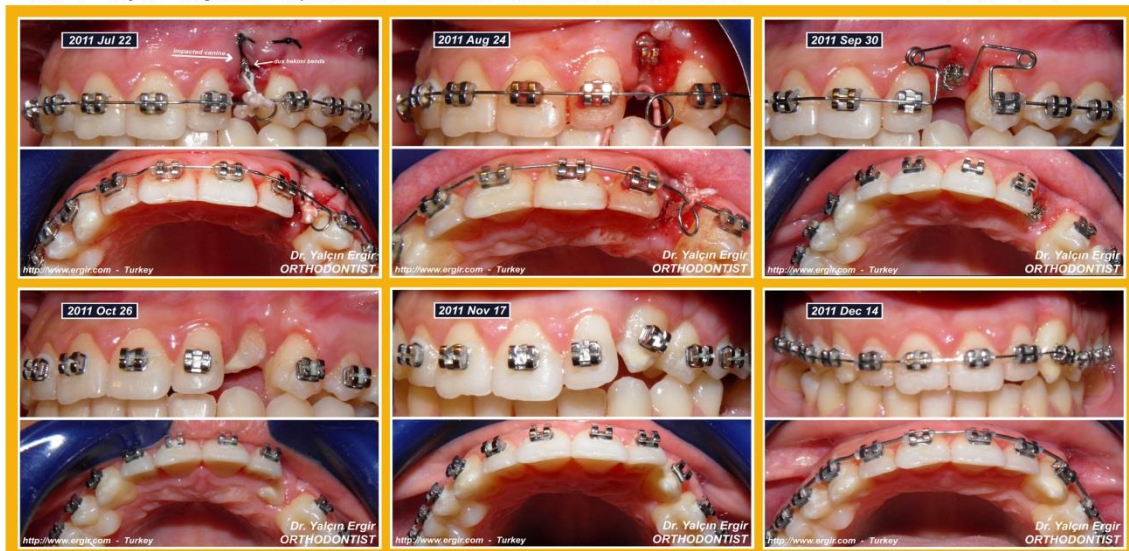 2011 Jul 22
impacted canine
Dr. Yalçın Ergir
http://www.ergir.com - Turkey
ORTHODONTIST
2011 Aug 24
Dr. Yalçın Ergir
http://www.ergir.com - Turkey
ORTHODONTIST
2011 Sep 30
Dr. Yalçın Ergir
http://www.ergir.com - Turkey
ORTHODONTIST
2011 Oct 26
Dr. Yalçın Ergir
http://www.ergir.com - Turkey
ORTHODONTIST
2011 Nov 17
Dr. Yalçın Ergir
http://www.ergir.com - Turkey
ORTHODONTIST
2011 Dec 14
Dr. Yalçın Ergir
http://www.ergir.com - Turkey
ORTHODONTIST